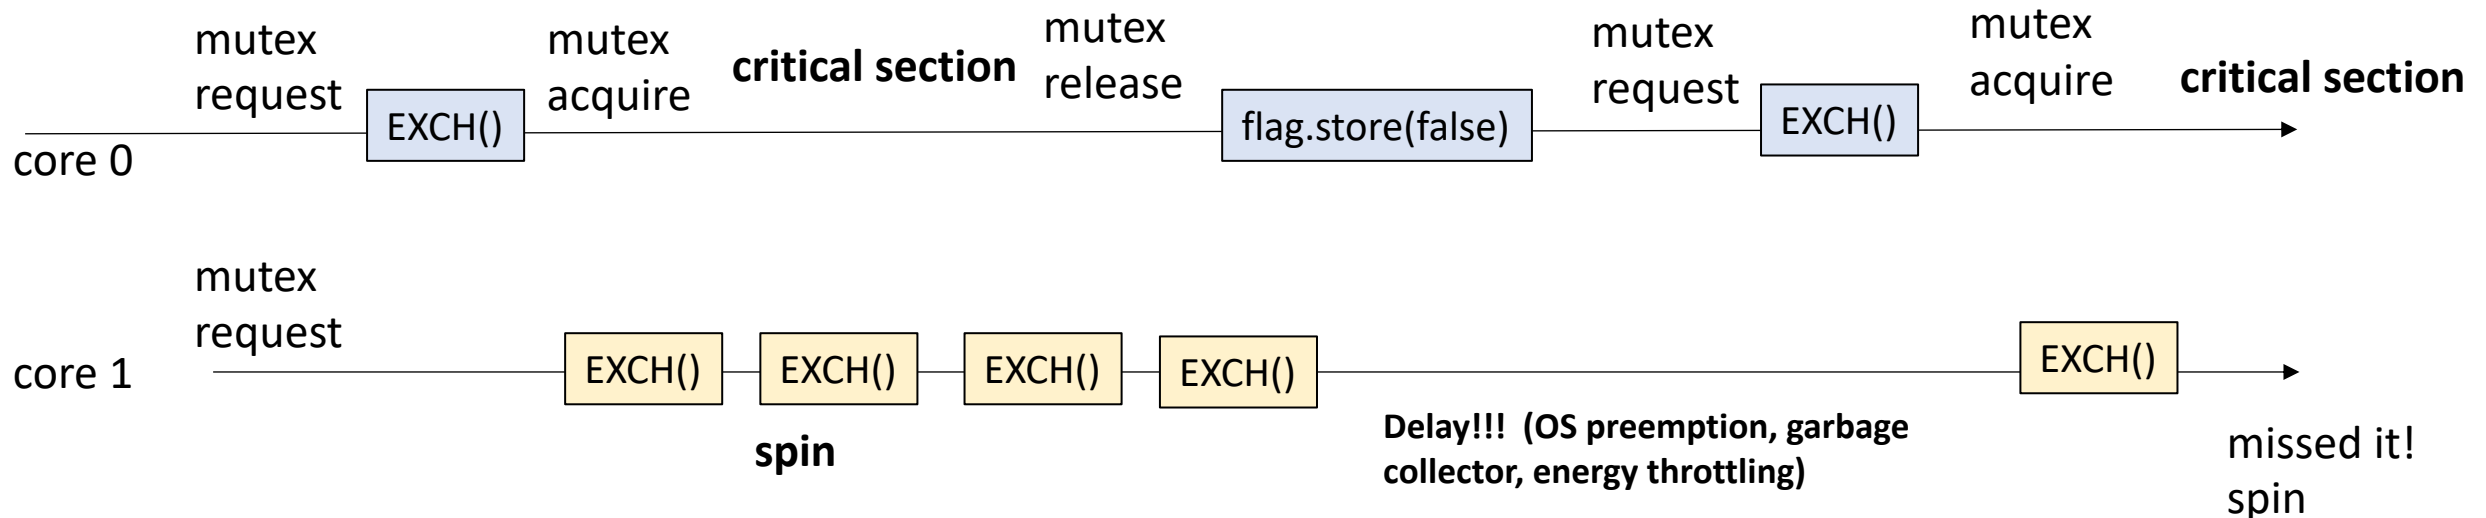 mutex
request
EXCH()
mutex
acquire
critical section
mutex
release
flag.store(false)
mutex
request
EXCH()
mutex
acquire
critical section
core 0
mutex
request
core 1
EXCH()
EXCH()
EXCH()
EXCH()
EXCH()
spin
Delay!!! (OS preemption, garbage
collector, energy throttling)
missed it!
spin